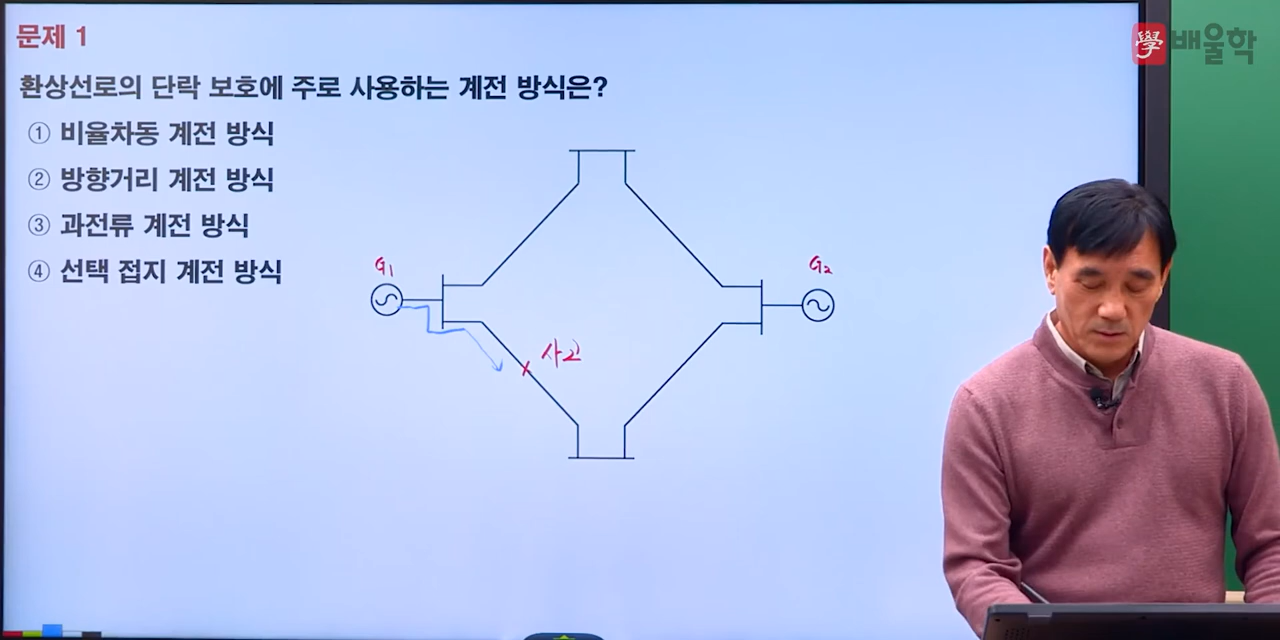 문제 1
學 배울학
환상선로의 단락 보호에 주로 사용하는 계전 방식은?
① 비율차동 계전 방식
② 방향거리 계전 방식
③ 과전류 계전 방식
④ 선택 접지 계전 방식
G₁
G₂
사고